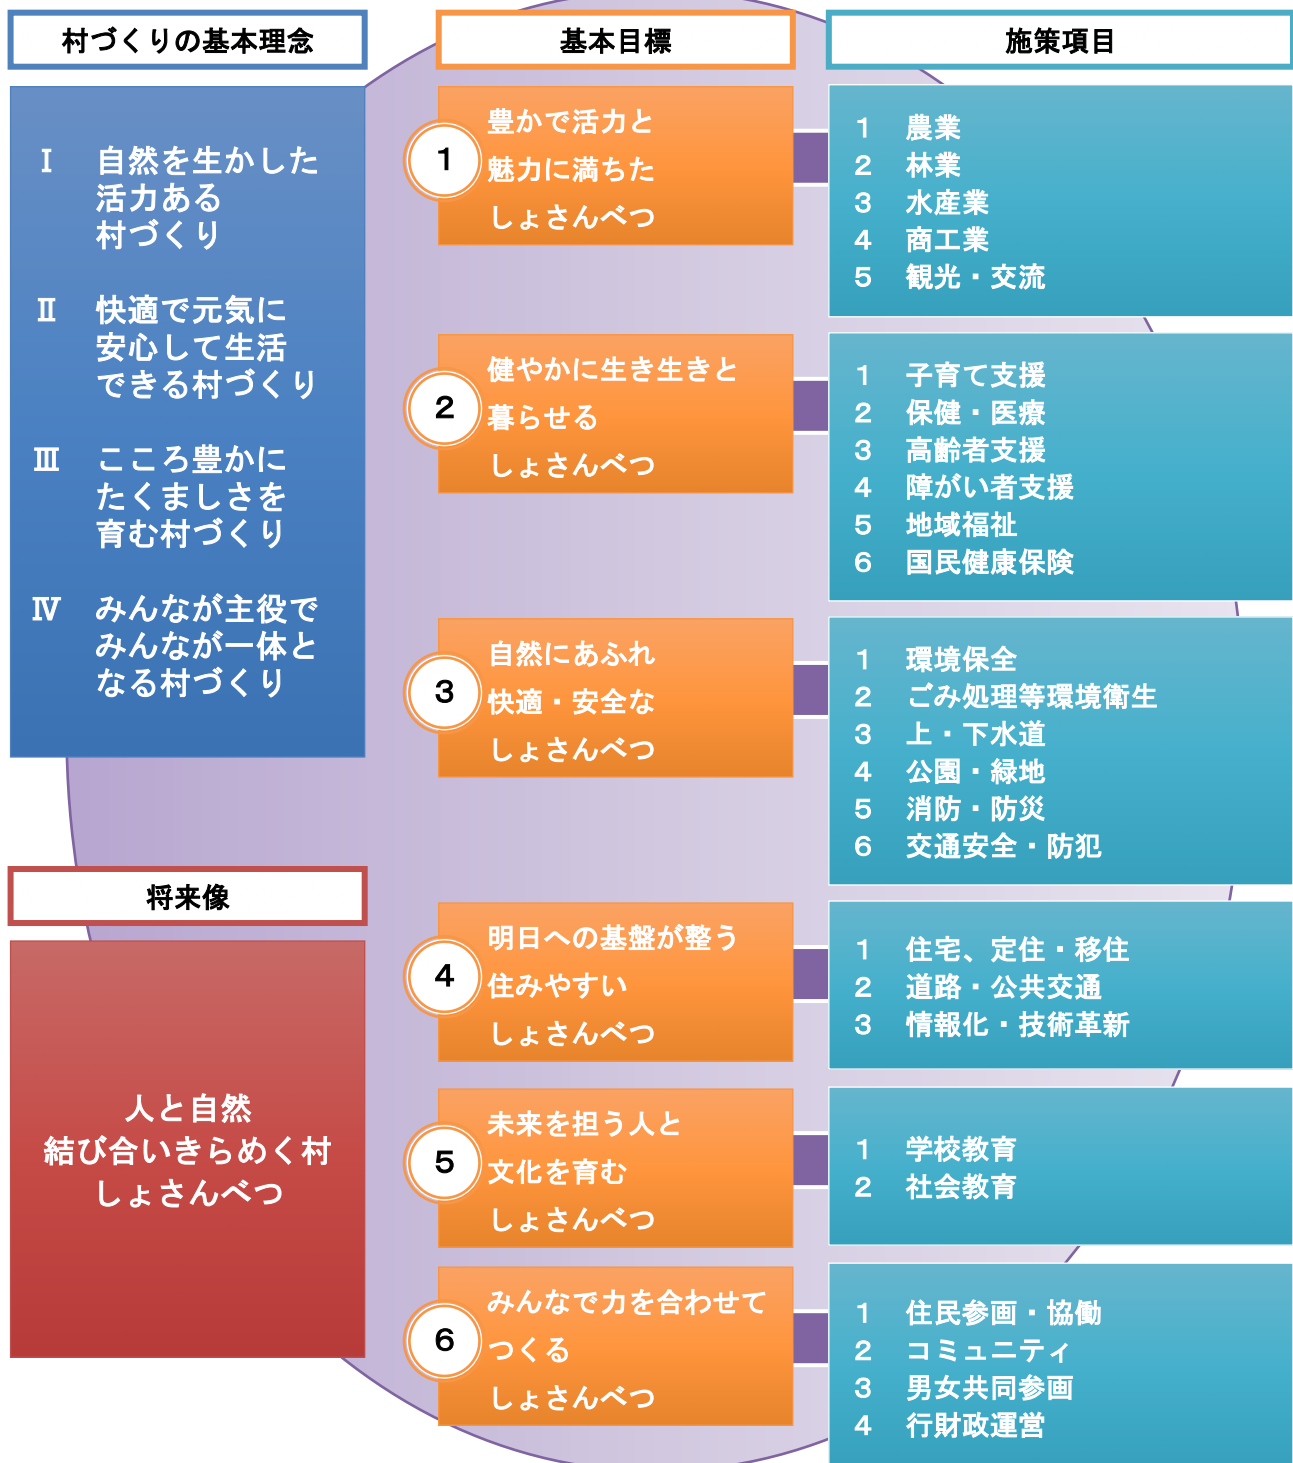 村づくりの基本理念
Ⅰ 自然を生かした
活力ある
村づくり
Ⅱ 快適で元気に
安心して生活
できる村づくり
Ⅲ こころ豊かに
たくましさを
育む村づくり
Ⅳ みんなが主役で
みんなが一体と
なる村づくり
将来像
人と自然
結び合いきらめく村
しょさんべつ
基本目標
施策項目
1
豊かで活力と
魅力に満ちた
しょさんべつ
1 農業
2 林業
3 水産業
4 商工業
5 観光・交流
2
健やかに生き生きと
暮らせる
しょさんべつ
1 子育て支援
2 保健・医療
3 高齢者支援
4 障がい者支援
5 地域福祉
6 国民健康保険
3
自然にあふれ
快適・安全な
しょさんべつ
1 環境保全
2 ごみ処理等環境衛生
3 上・下水道
4 公園・緑地
5 消防・防災
6 交通安全・防犯
4
明日への基盤が整う
住みやすい
しょさんべつ
1 住宅、定住・移住
2 道路・公共交通
3 情報化・技術革新
5
未来を担う人と
文化を育む
しょさんべつ
1 学校教育
2 社会教育
6
みんなで力を合わせて
つくる
しょさんべつ
1 住民参画・協働
2 コミュニティ
3 男女共同参画
4 行財政運営